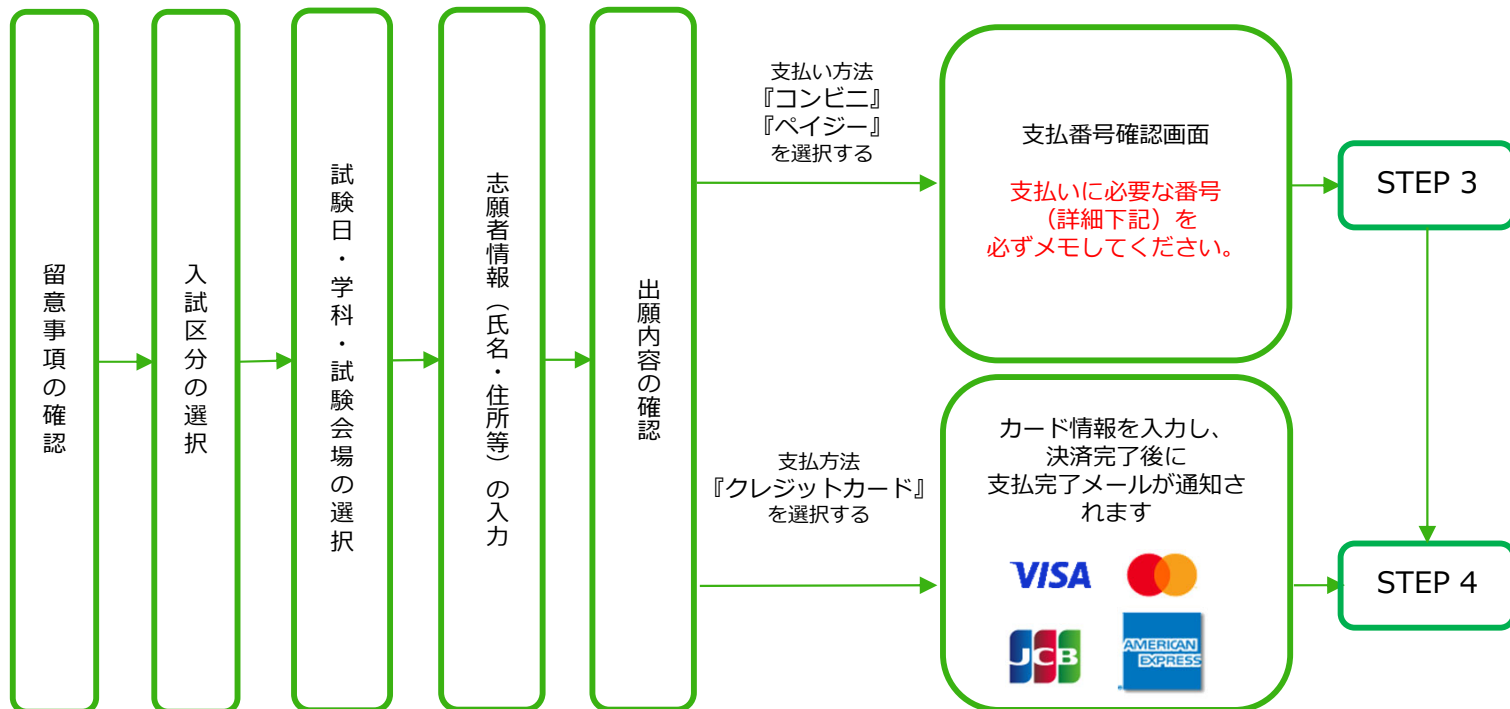 留意事項の確認
入試区分の選択
試験日・学科・試験会場の選択
志願者情報（氏名・住所等）の入力
出願内容の確認
支払い方法
『コンビニ』
『ペイジー』
を選択する
支払番号確認画面
支払いに必要な番号
（詳細下記）を
必ずメモしてください。
STEP 3
支払方法
『クレジットカード』
を選択する
カード情報を入力し、
決済完了後に
支払完了メールが通知さ
れます
VISA
JCB
AMERICAN
EXPRESS
STEP 4